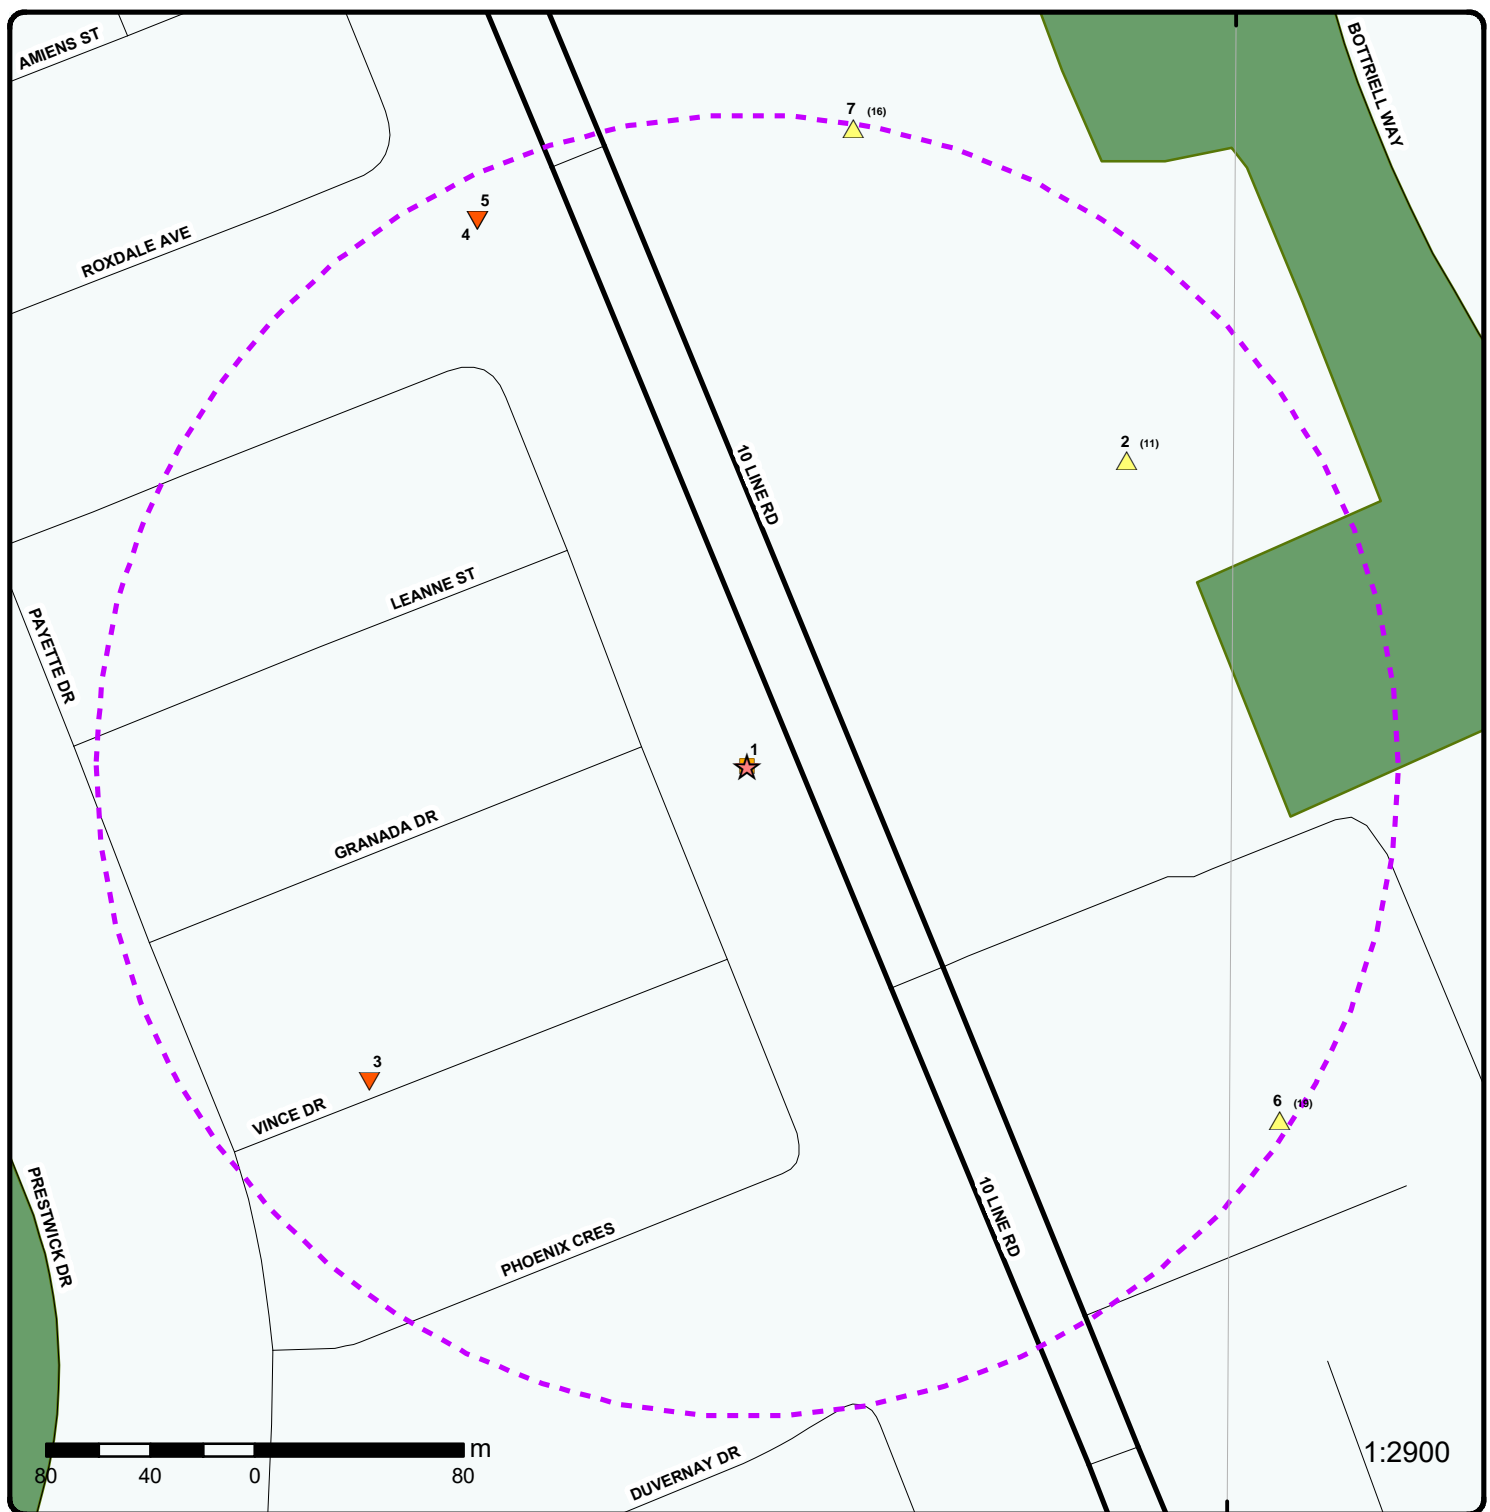 AMIENS ST
BOTTRIELL WAY
7 (16)
5
4
ROXDALE AVE
2 (11)
10 LINE RD
LEANNE ST
PAYETTE DR
1
GRANADA DR
3
6 (19)
VINCE DR
PRESTWICK DR
10 LINE RD
PHOENIX CRES
m
80 40 0 80
1:2900
DUVERNAY DR